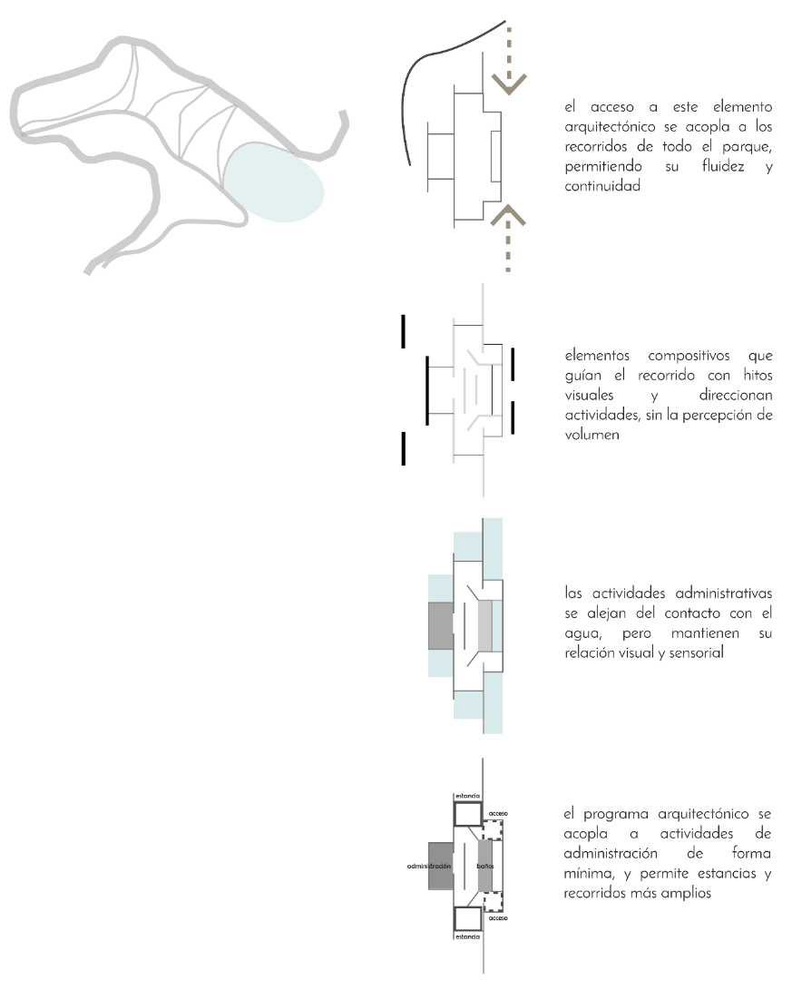 el acceso a este elemento
arquitectónico se acopla a los
recorridos de todo el parque,
permitiendo su fluidez y
continuidad
elementos compositivos que
guían el recorrido con hitos
visuales y direccionan
actividades, sin la percepción de
volumen
las actividades administrativas
se alejan del contacto con el
agua, pero mantienen su
relación visual y sensorial
estancia
acceso
administración baños
acceso
estancia
el programa arquitectónico se
acopla a actividades de
administración de forma
mínima, y permite estancias y
recorridos más amplios